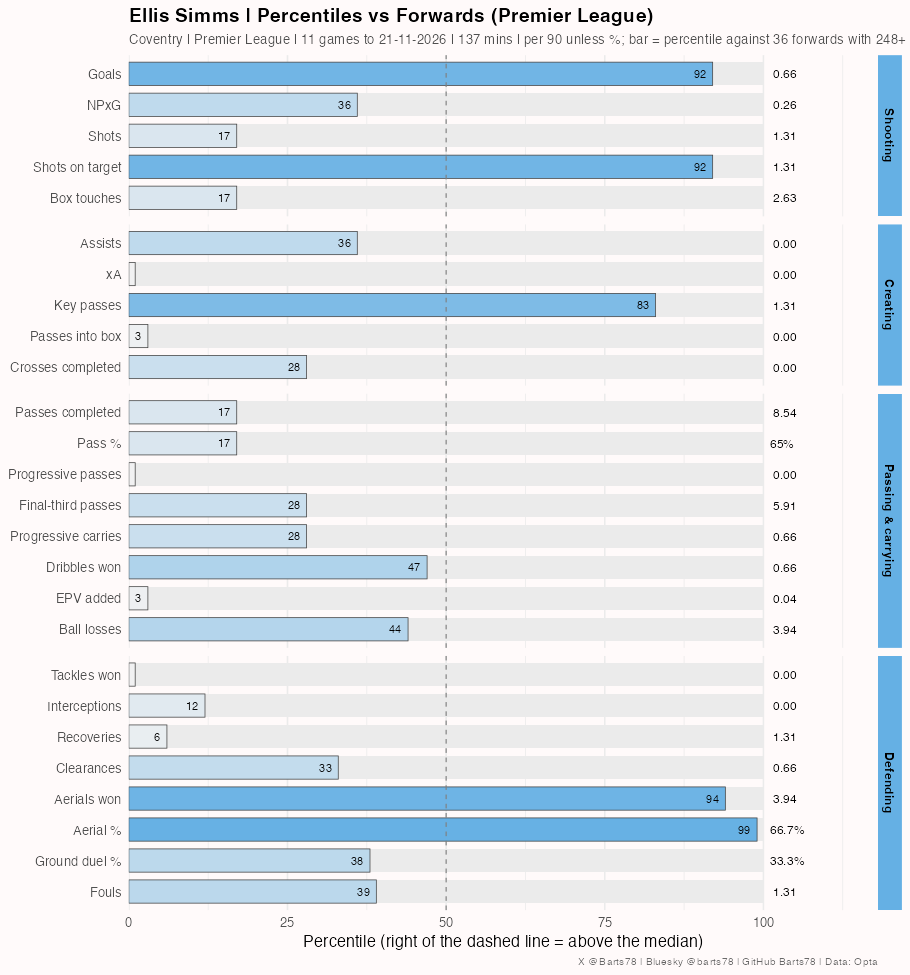 Ellis Simms | Percentiles vs Forwards (Premier League)
Coventry | Premier League | 11 games to 21-11-2026 | 137 mins | per 90 unless %; bar = percentile against 36 forwards with 248+
Goals 92 0.66
NPxG 36 0.26
Shots 17 1.31
Shots on target 92 1.31
Box touches 17 2.63
Shooting
Assists 36 0.00
xA 0.00
Key passes 83 1.31
Passes into box 3 0.00
Crosses completed 28 0.00
Creating
Passes completed 17 8.54
Pass % 17 65%
Progressive passes 0.00
Final-third passes 28 5.91
Progressive carries 28 0.66
Dribbles won 47 0.66
EPV added 3 0.04
Ball losses 44 3.94
Passing & carrying
Tackles won 0.00
Interceptions 12 0.00
Recoveries 6 1.31
Clearances 33 0.66
Aerials won 94 3.94
Aerial % 99 66.7%
Ground duel % 38 33.3%
Fouls 39 1.31
Defending
0 25 50 75 100
Percentile (right of the dashed line = above the median)
X @Barts78 | Bluesky @barts78 | GitHub Barts78 | Data: Opta